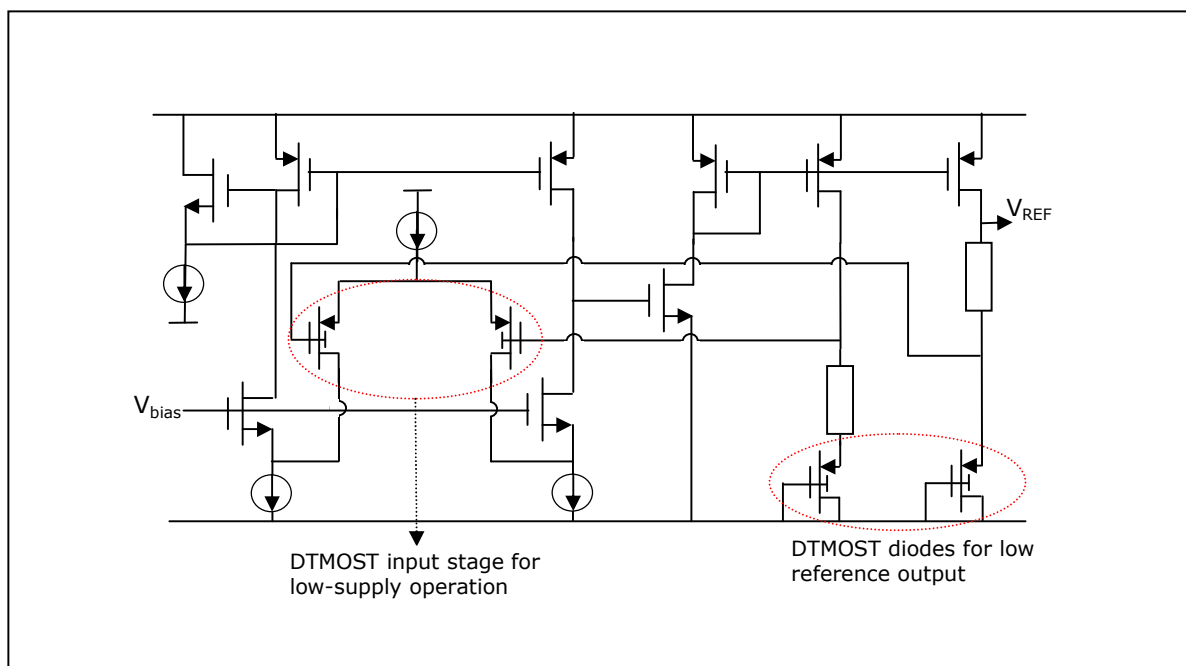 V_REF
V_bias
DTMOST input stage for
low-supply operation
DTMOST diodes for low
reference output